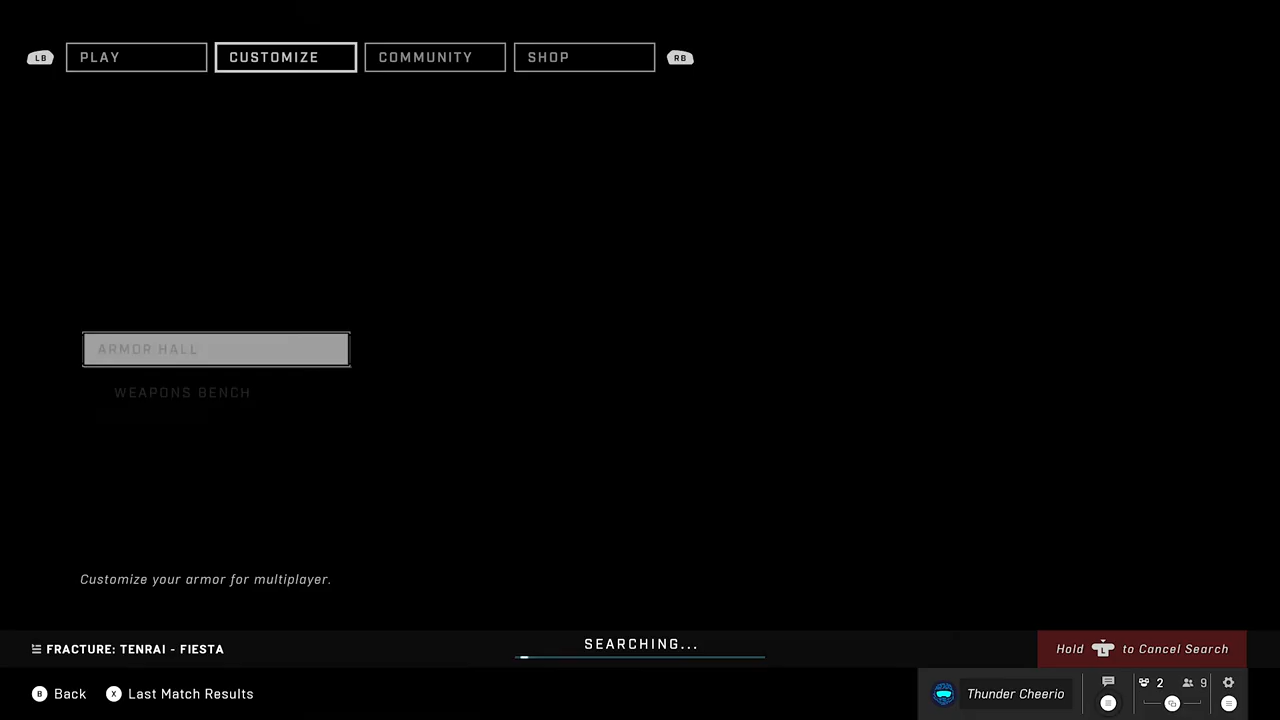 LB PLAY CUSTOMIZE COMMUNITY SHOP RB
ARMOR HALL
WEAPONS BENCH
Customize your armor for multiplayer.
FRACTURE: TENRAI - FIESTA
SEARCHING...
Hold L to Cancel Search
B Back X Last Match Results
Thunder Cheerio
2 9